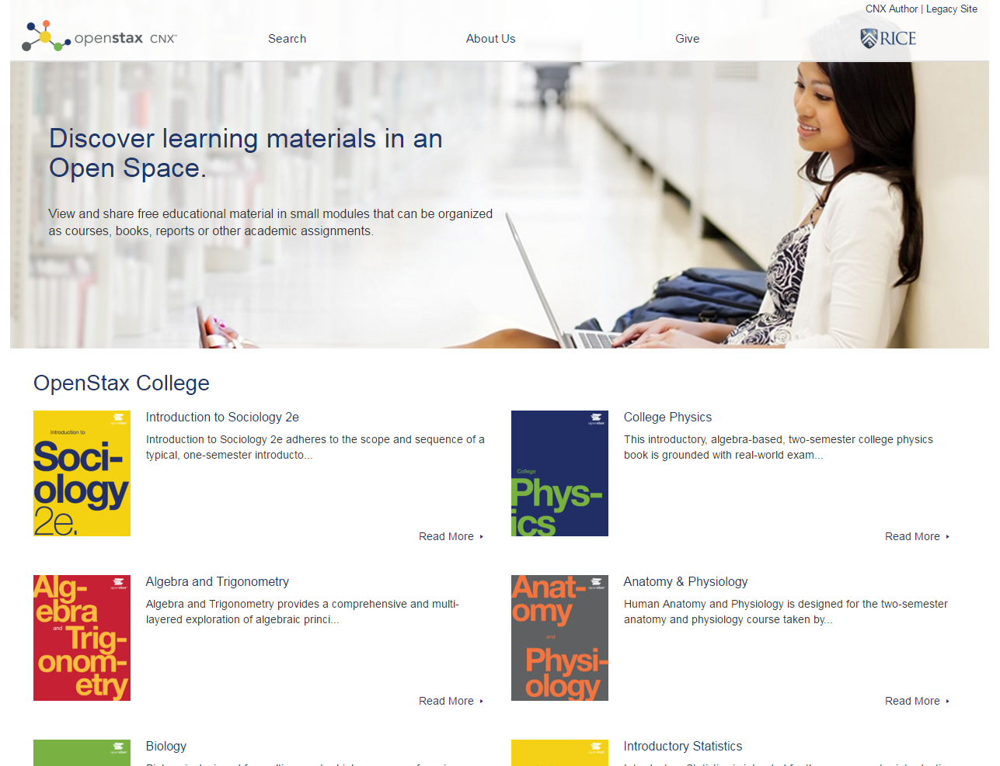 CNX Author | Legacy Site
openstax CNX™
Search
About Us
Give
RICE
Discover learning materials in an
Open Space.
View and share free educational material in small modules that can be organized
as courses, books, reports or other academic assignments.
OpenStax College
openstax
Introduction to
Soci-
ology
2e.
Introduction to Sociology 2e
Introduction to Sociology 2e adheres to the scope and sequence of a
typical, one-semester introducto...
Read More
openstax
College
Phys-
ics
College Physics
This introductory, algebra-based, two-semester college physics
book is grounded with real-world exam...
Read More
openstax
Alg-
ebra
and
Trig-
onom-
etry
Algebra and Trigonometry
Algebra and Trigonometry provides a comprehensive and multi-
layered exploration of algebraic princi...
Read More
openstax
Anat-
omy
and
Physi-
ology
Anatomy & Physiology
Human Anatomy and Physiology is designed for the two-semester
anatomy and physiology course taken by...
Read More
openstax
Biology
openstax
Introductory Statistics